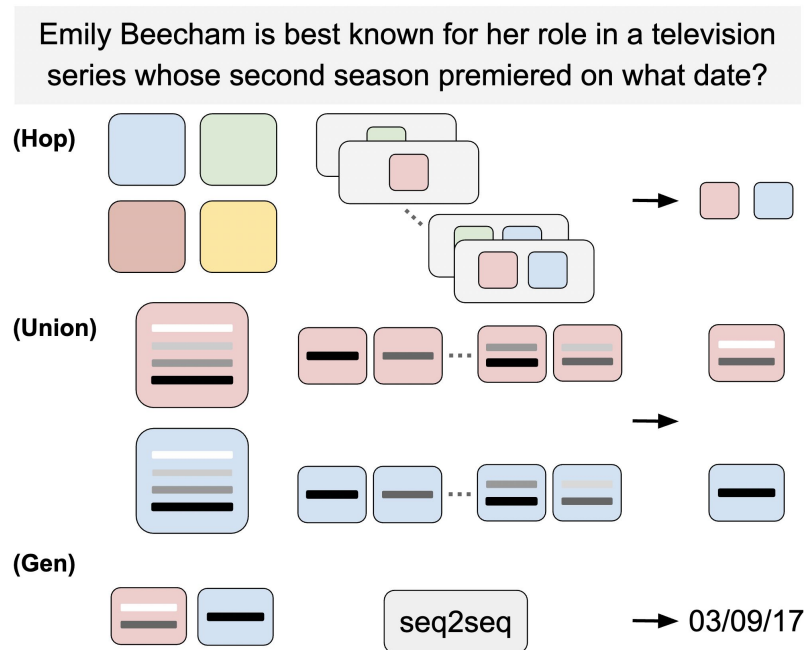 Emily Beecham is best known for her role in a television
series whose second season premiered on what date?
(Hop)
(Union)
(Gen)
seq2seq
03/09/17